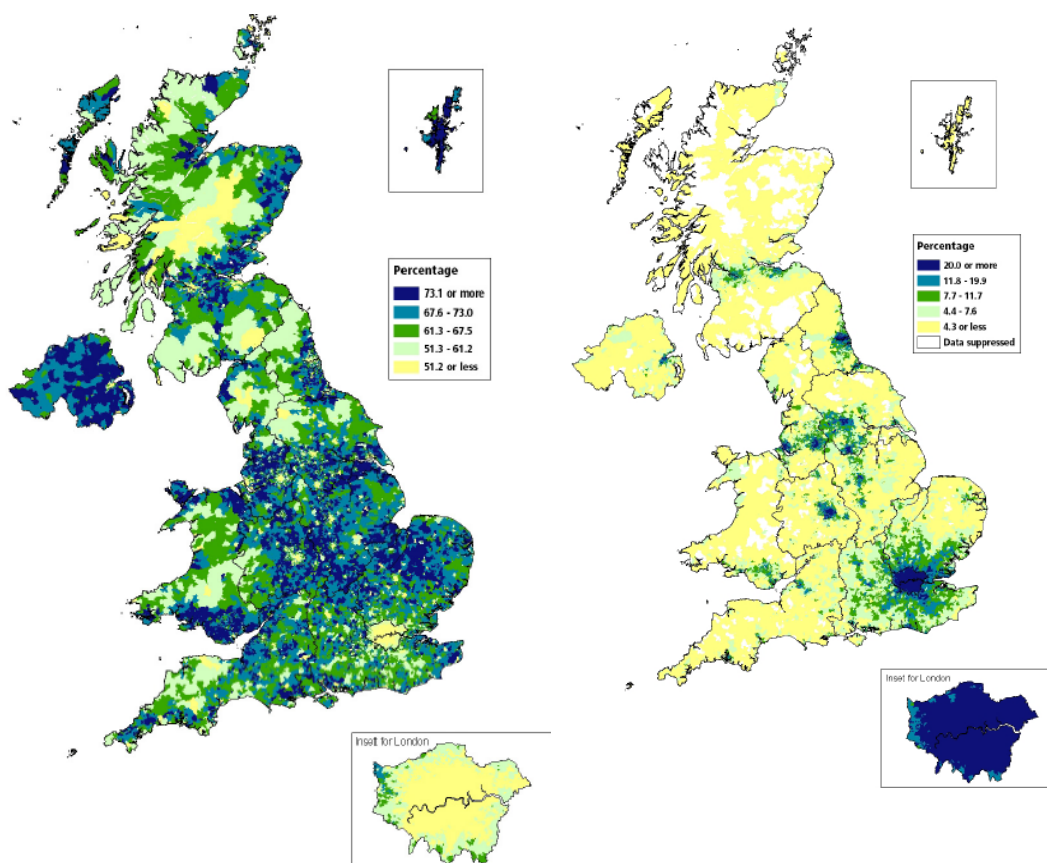 Percentage
73.1 or more
67.6 - 73.0
61.3 - 67.5
51.3 - 61.2
51.2 or less
Inset for London
Percentage
20.0 or more
11.8 - 19.9
7.7 - 11.7
4.4 - 7.6
4.3 or less
Data suppressed
Inset for London